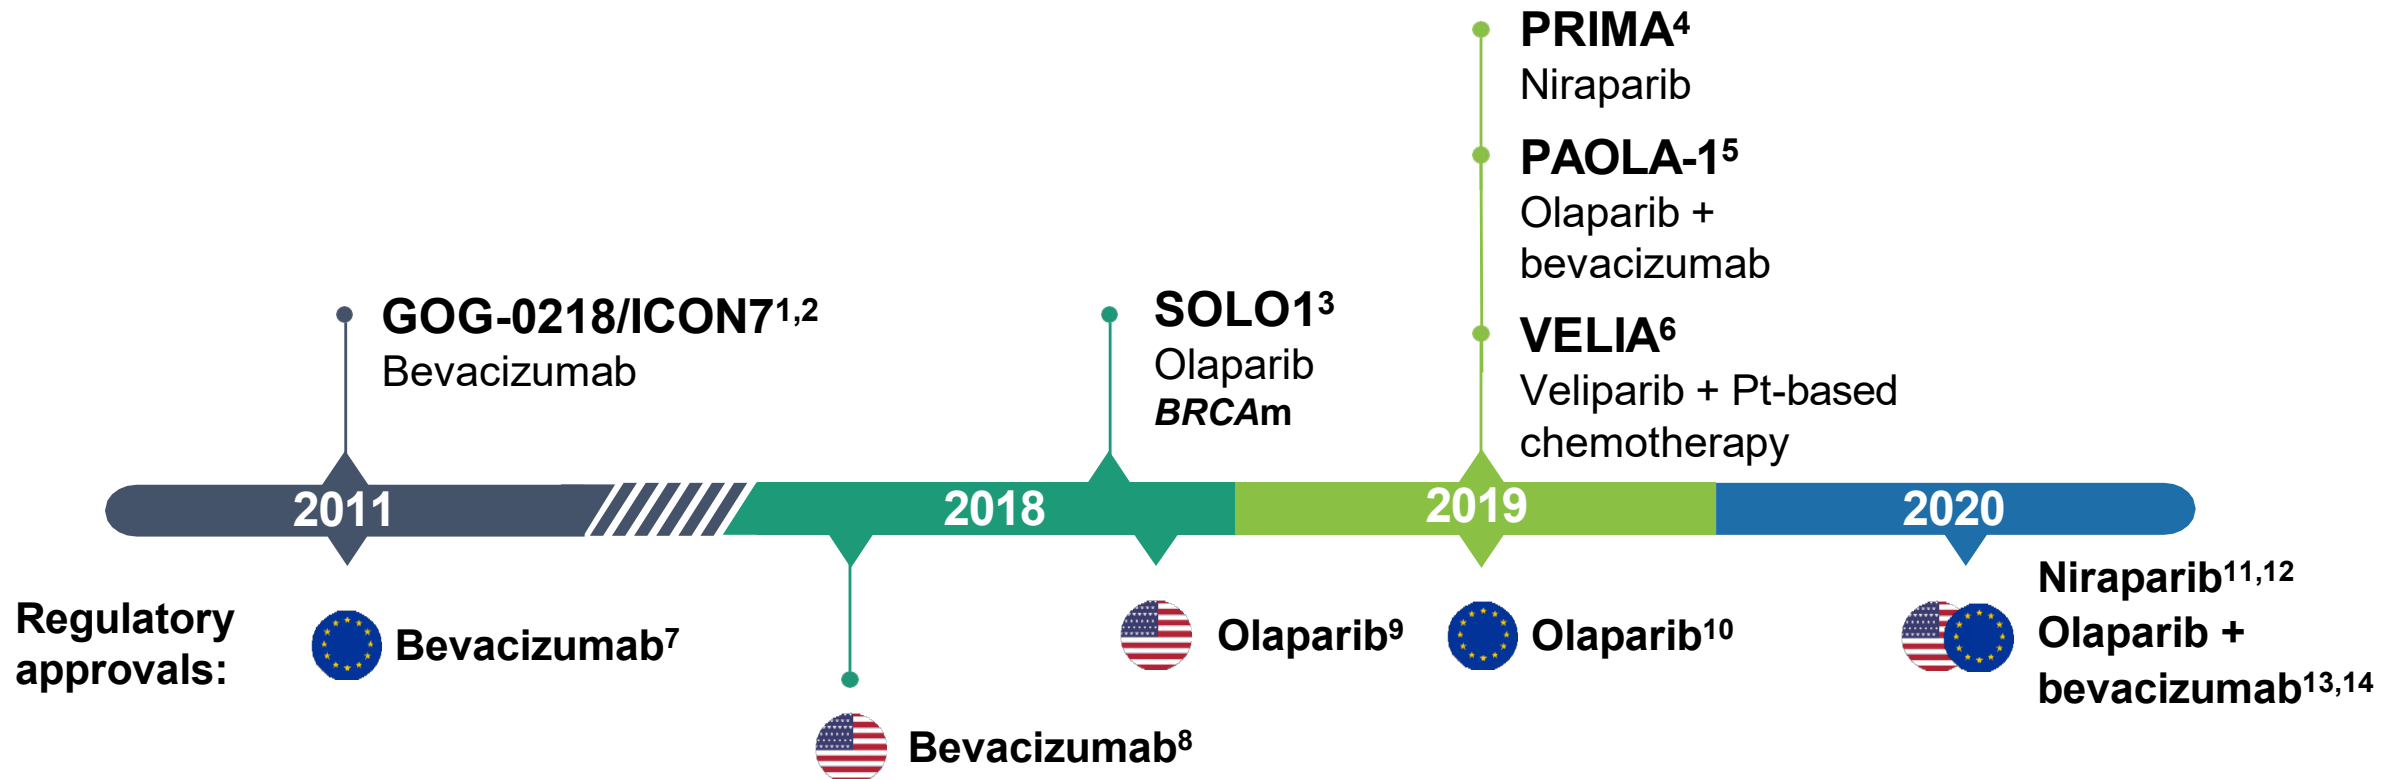 PRIMA4
Niraparib
PAOLA-15
Olaparib +
bevacizumab
GOG-0218/ICON71,2
Bevacizumab
SOLO13
Olaparib
BRCAm
VELIA6
Veliparib + Pt-based
chemotherapy
2011
2018
2019
2020
Regulatory
approvals:
Bevacizumab7
Bevacizumab8
Olaparib9
Olaparib10
Niraparib11,12
Olaparib +
bevacizumab13,14